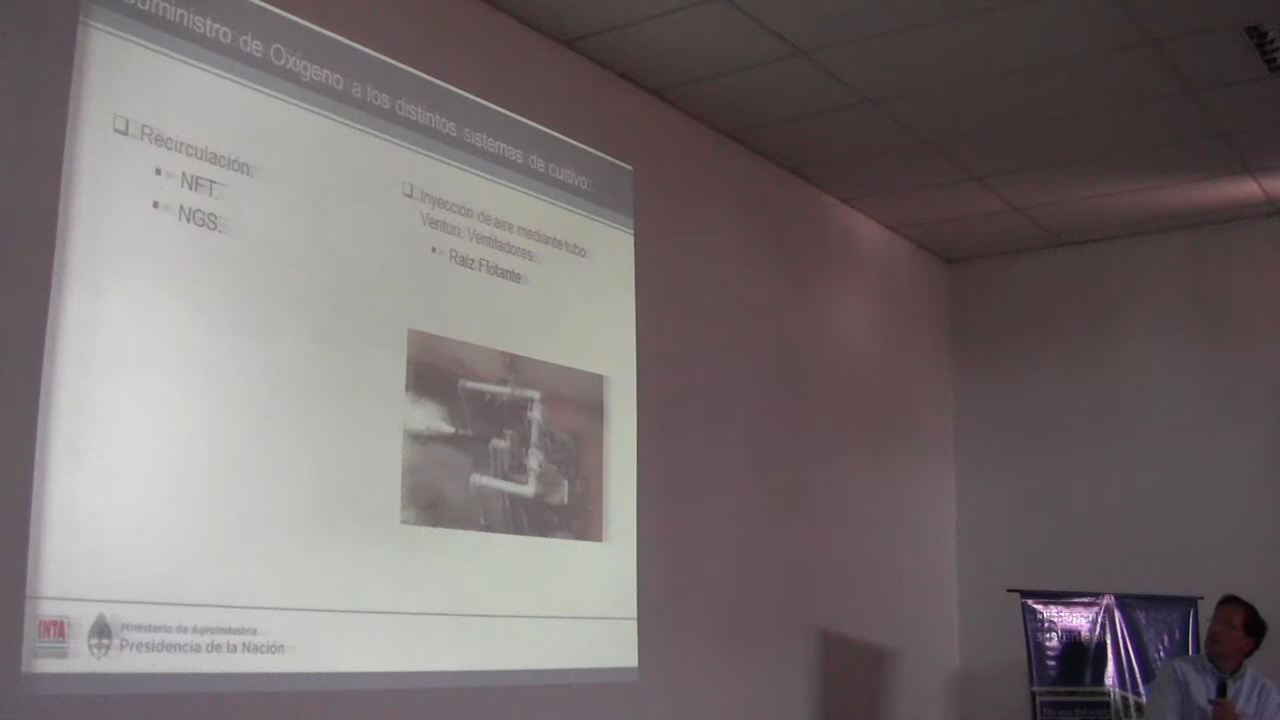 Suministro de Oxigeno a los distintos sistemas de cultivo:
Recirculación.
NFT.
NGS.
Inyección de aire mediante tubo
Venturi, Ventiladores.
Raiz Flotante
INTA
Ministerio de Agroindustria
Presidencia de la Nación